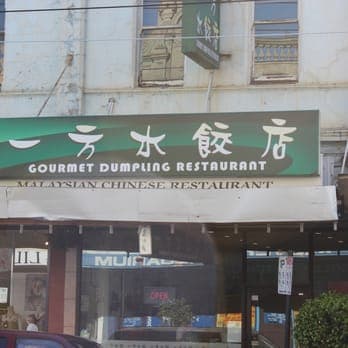 一方水餃店
GOURMET DUMPLING RESTAURANT
MALAYSIAN CHINESE RESTAURANT
OPEN
P